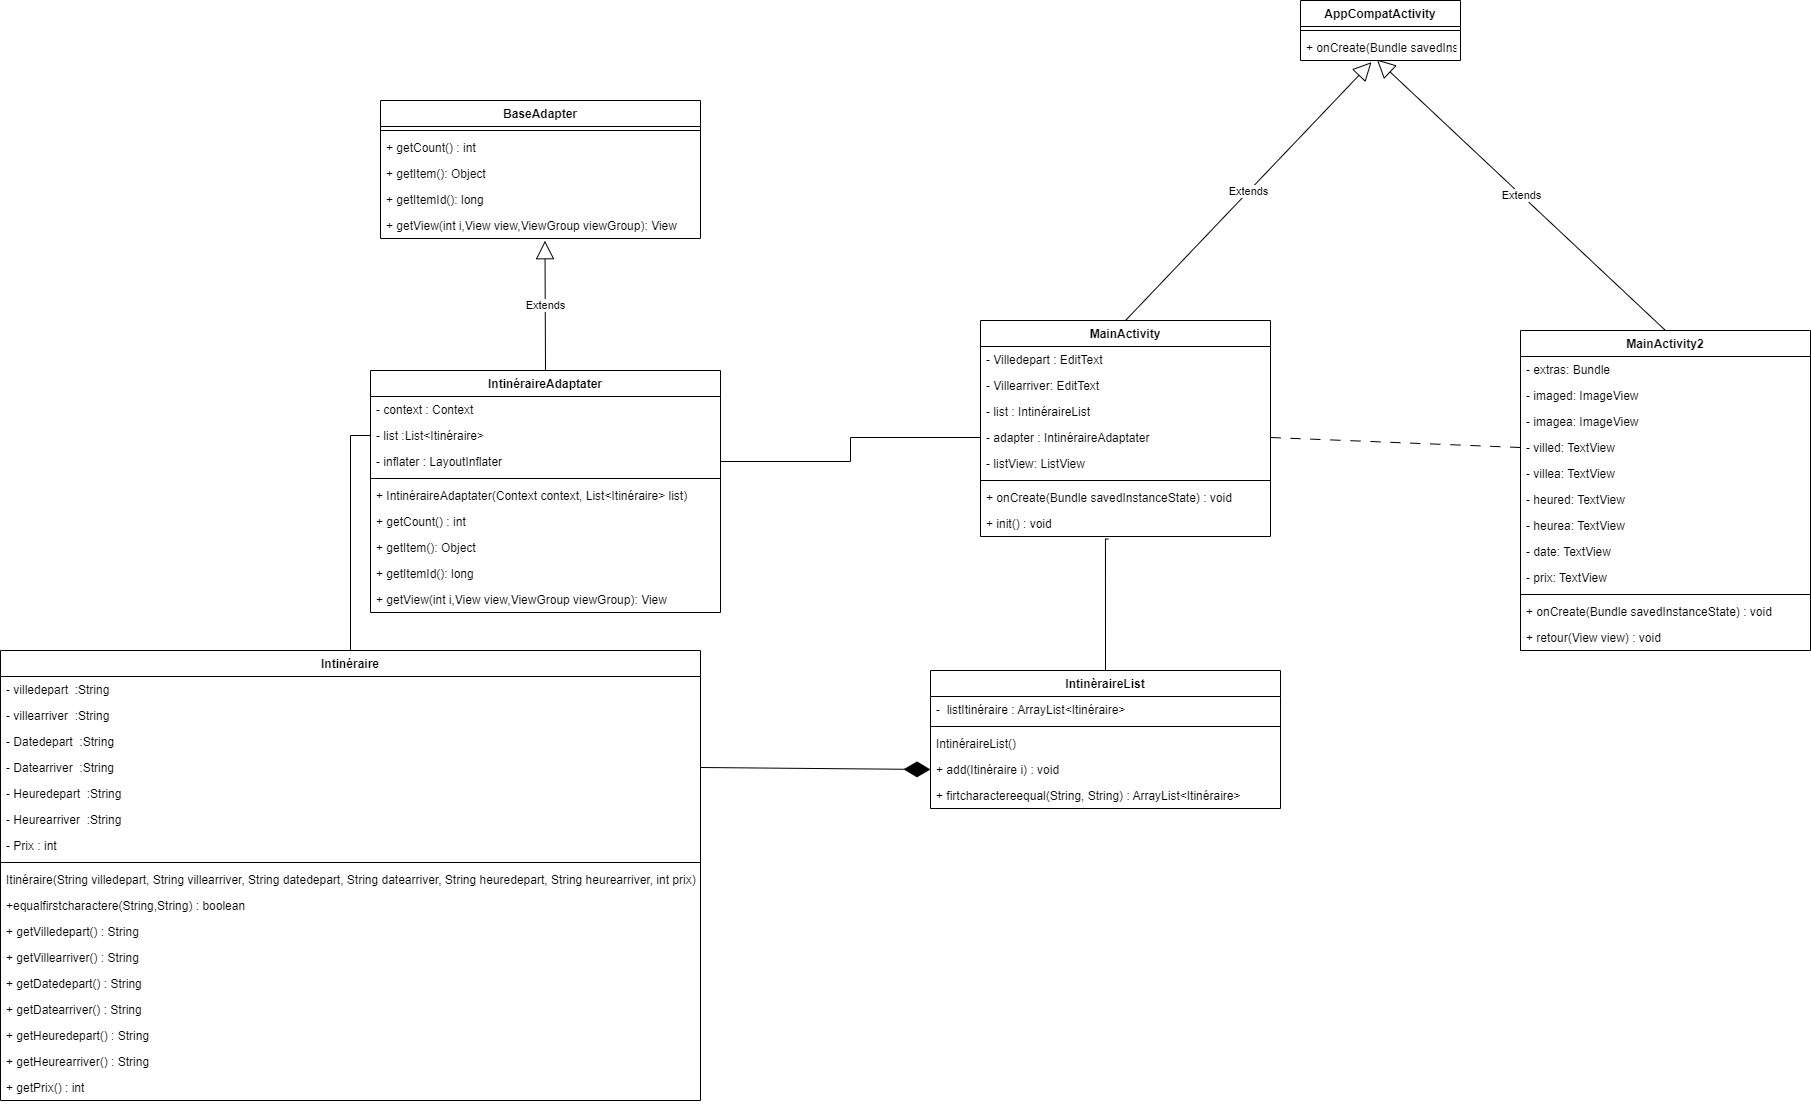 AppCompatActivity
+ onCreate(Bundle savedIns
BaseAdapter
+ getCount() : int
+ getItem(): Object
+ getItemId(): long
+ getView(int i,View view,ViewGroup viewGroup): View
Extends
Extends
Extends
IntinéraireAdaptater
- context : Context
- list :List<Itinéraire>
- inflater : LayoutInflater
+ IntinéraireAdaptater(Context context, List<Itinéraire> list)
+ getCount() : int
+ getItem(): Object
+ getItemId(): long
+ getView(int i,View view,ViewGroup viewGroup): View
MainActivity
- Villedepart : EditText
- Villearriver: EditText
- list : IntinéraireList
- adapter : IntinéraireAdaptater
- listView: ListView
+ onCreate(Bundle savedInstanceState) : void
+ init() : void
MainActivity2
- extras: Bundle
- imaged: ImageView
- imagea: ImageView
- villed: TextView
- villea: TextView
- heured: TextView
- heurea: TextView
- date: TextView
- prix: TextView
+ onCreate(Bundle savedInstanceState) : void
+ retour(View view) : void
Intinéraire
- villedepart :String
- villearriver :String
- Datedepart :String
- Datearriver :String
- Heuredepart :String
- Heurearriver :String
- Prix : int
Itinéraire(String villedepart, String villearriver, String datedepart, String datearriver, String heuredepart, String heurearriver, int prix)
+equalfirstcharactere(String,String) : boolean
+ getVilledepart() : String
+ getVillearriver() : String
+ getDatedepart() : String
+ getDatearriver() : String
+ getHeuredepart() : String
+ getHeurearriver() : String
+ getPrix() : int
IntinèraireList
- listItinéraire : ArrayList<Itinéraire>
IntinéraireList()
+ add(Itinéraire i) : void
+ firtcharactereequal(String, String) : ArrayList<Itinéraire>